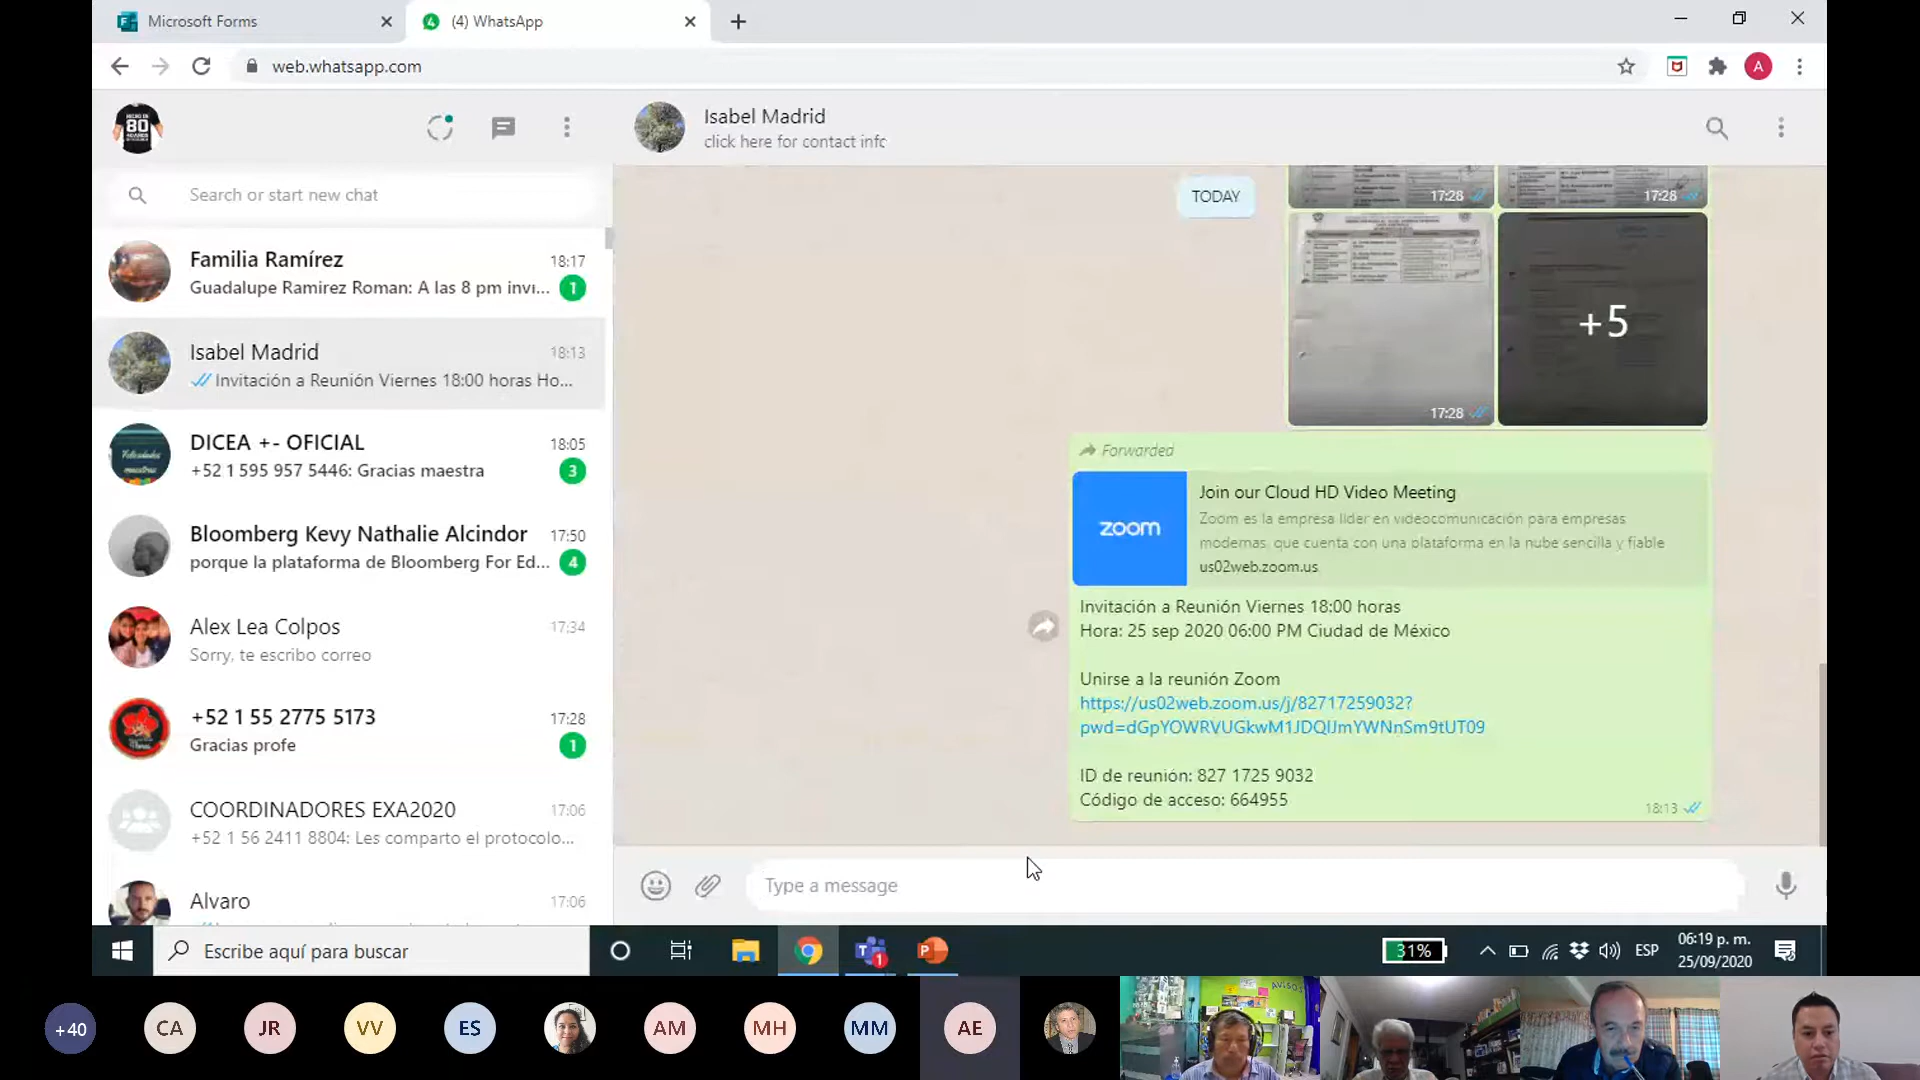 Microsoft Forms
(4) WhatsApp
web.whatsapp.com
A
Isabel Madrid
click here for contact info
Search or start new chat
Familia Ramírez
18:17
Guadalupe Ramirez Roman: A las 8 pm invi...
1
Isabel Madrid
18:13
Invitación a Reunión Viernes 18:00 horas Ho...
DICEA +- OFICIAL
18:05
+52 1 595 957 5446: Gracias maestra
3
Bloomberg Kevy Nathalie Alcindor
17:50
porque la plataforma de Bloomberg For Ed...
4
Alex Lea Colpos
17:34
Sorry, te escribo correo
+52 1 55 2775 5173
17:28
Gracias profe
1
COORDINADORES EXA2020
17:06
+52 1 56 2411 8804: Les comparto el protocolo...
Alvaro
17:06
TODAY
17:28
17:28
17:28
+5
Forwarded
zoom
Join our Cloud HD Video Meeting
Zoom es la empresa líder en videocomunicación para empresas
modernas, que cuenta con una plataforma en la nube sencilla y fiable
us02web.zoom.us
Invitación a Reunión Viernes 18:00 horas
Hora: 25 sep 2020 06:00 PM Ciudad de México
Unirse a la reunión Zoom
https://us02web.zoom.us/j/82717259032?
pwd=dGpYOWRVUGkwM1JDQlJmYWNnSm9tUT09
ID de reunión: 827 1725 9032
Código de acceso: 664955
18:13
Type a message
Escribe aquí para buscar
31%
ESP
06:19 p. m.
25/09/2020
+40
CA
JR
VV
ES
AM
MH
MM
AE